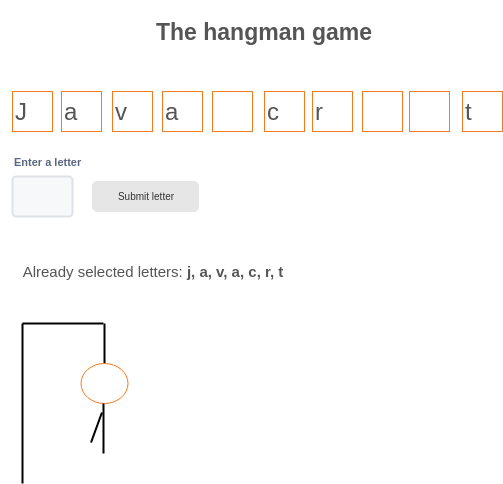 The hangman game
J a v a c r t
Enter a letter
Submit letter
Already selected letters: j, a, v, a, c, r, t